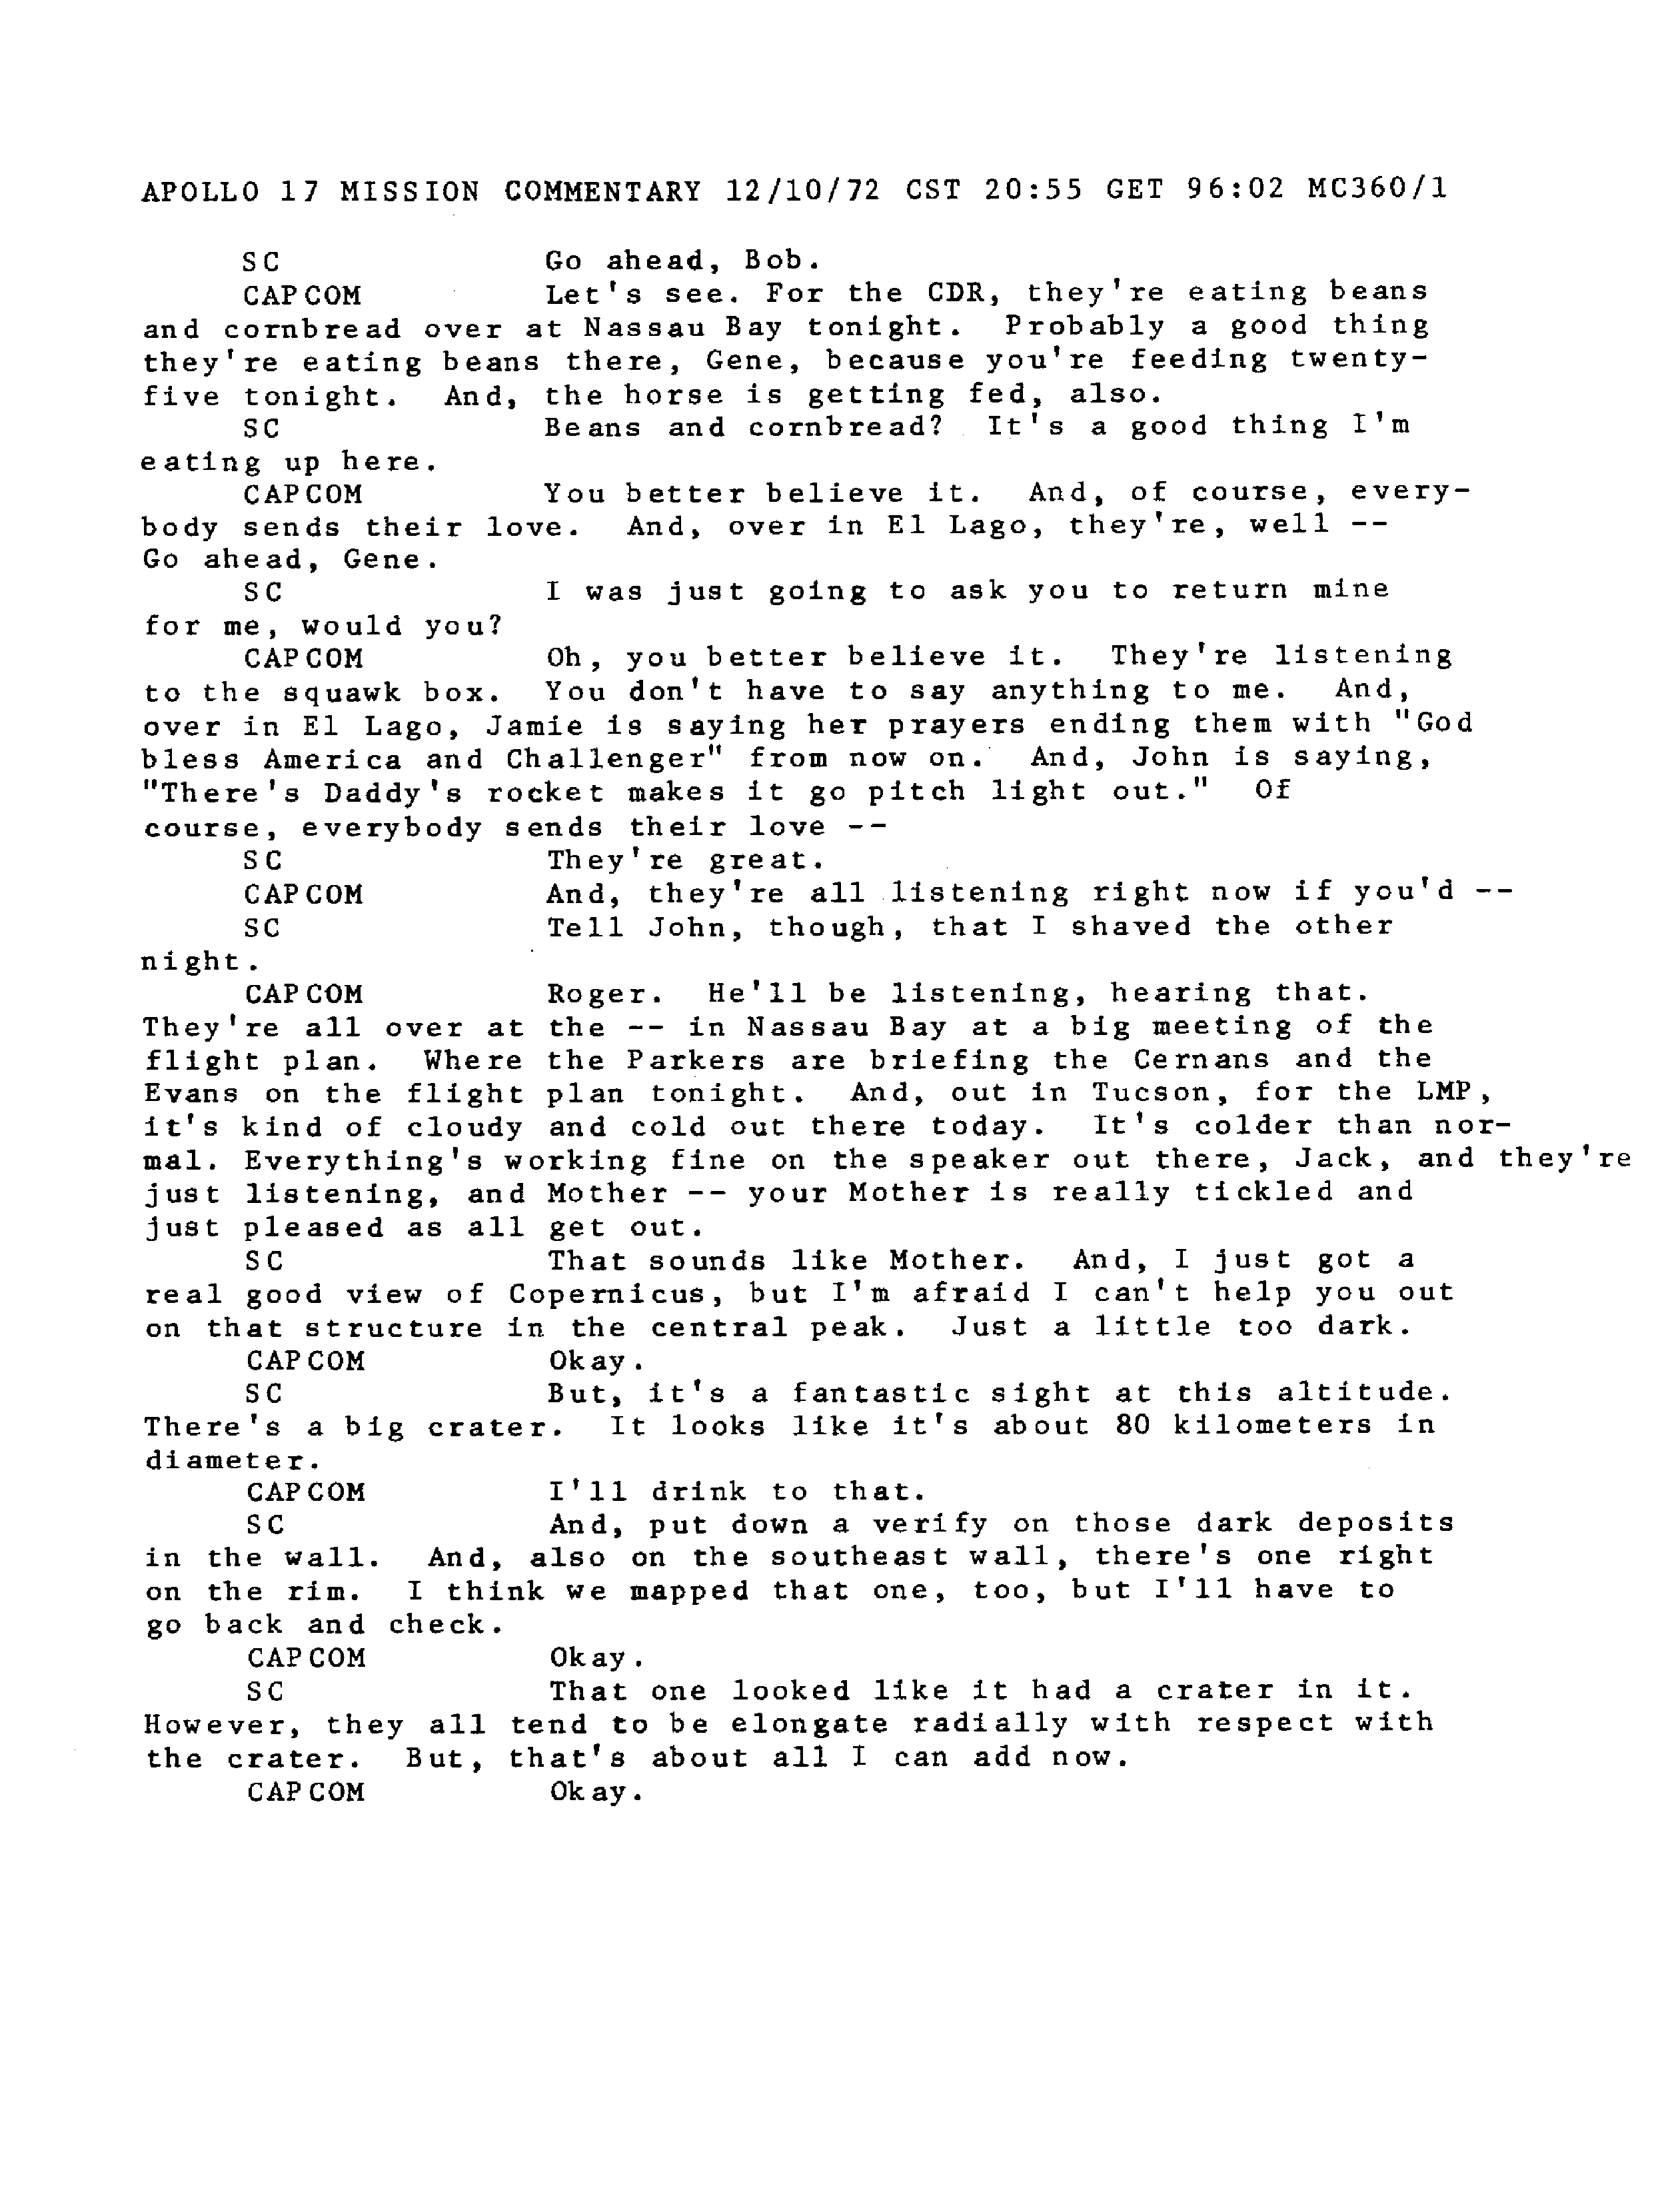 APOLLO 17 MISSION COMMENTARY 12/10/72 CST 20:55 GET 96:02 MC360/1
SC Go ahead, Bob.
CAPCOM Let's see. For the CDR, they're eating beans
and cornbread over at Nassau Bay tonight. Probably a good thing
they're eating beans there, Gene, because you're feeding twenty-
five tonight. And, the horse is getting fed, also.
SC Beans and cornbread? It's a good thing I'm
eating up here.
CAPCOM You better believe it. And, of course, every-
body sends their love. And, over in El Lago, they're, well --
Go ahead, Gene.
SC I was just going to ask you to return mine
for me, would you?
CAPCOM Oh, you better believe it. They're listening
to the squawk box. You don't have to say anything to me. And,
over in El Lago, Jamie is saying her prayers ending them with "God
bless America and Challenger" from now on. And, John is saying,
"There's Daddy's rocket makes it go pitch light out." Of
course, everybody sends their love --
SC They're great.
CAPCOM And, they're all listening right now if you'd --
SC Tell John, though, that I shaved the other
night.
CAPCOM Roger. He'll be listening, hearing that.
They're all over at the -- in Nassau Bay at a big meeting of the
flight plan. Where the Parkers are briefing the Cernans and the
Evans on the flight plan tonight. And, out in Tucson, for the LMP,
it's kind of cloudy and cold out there today. It's colder than nor-
mal. Everything's working fine on the speaker out there, Jack, and they're
just listening, and Mother -- your Mother is really tickled and
just pleased as all get out.
SC That sounds like Mother. And, I just got a
real good view of Copernicus, but I'm afraid I can't help you out
on that structure in the central peak. Just a little too dark.
CAPCOM Okay.
SC But, it's a fantastic sight at this altitude.
There's a big crater. It looks like it's about 80 kilometers in
diameter.
CAPCOM I'll drink to that.
SC And, put down a verify on those dark deposits
in the wall. And, also on the southeast wall, there's one right
on the rim. I think we mapped that one, too, but I'll have to
go back and check.
CAPCOM Okay.
SC That one looked like it had a crater in it.
However, they all tend to be elongate radially with respect with
the crater. But, that's about all I can add now.
CAPCOM Okay.